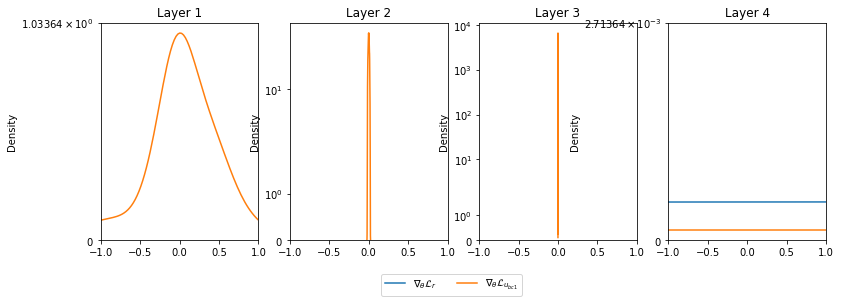 Layer 1
Layer 2
Layer 3
Layer 4
1.03364 × 10⁰
0
Density
−1.0 −0.5 0.0 0.5 1.0
10¹
10⁰
0
Density
−1.0 −0.5 0.0 0.5 1.0
10⁴
10³
10²
10¹
10⁰
0
Density
−1.0 −0.5 0.0 0.5 1.0
2.71364 × 10⁻³
0
Density
−1.0 −0.5 0.0 0.5 1.0
∇θℒr ∇θℒu_bc1